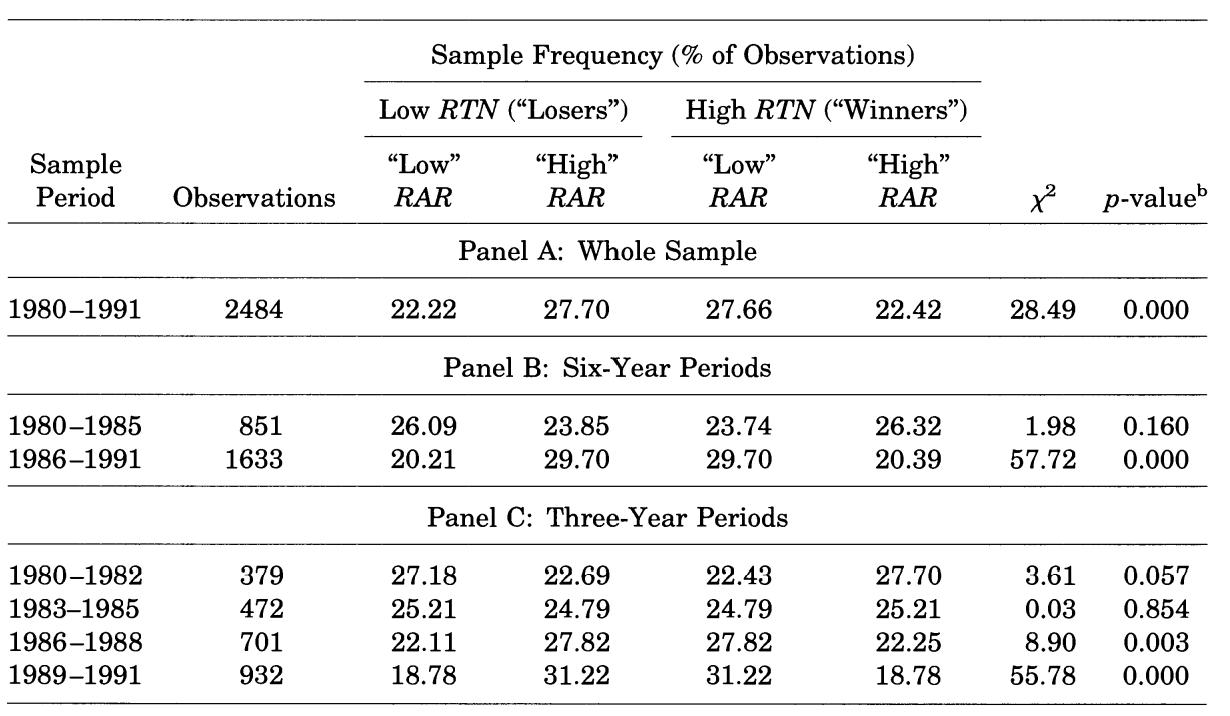 Sample Frequency (% of Observations)
Low RTN (“Losers”) High RTN (“Winners”)
Sample “Low” “High” “Low” “High”
Period Observations RAR RAR RAR RAR χ² p-valueᵇ
Panel A: Whole Sample
1980–1991 2484 22.22 27.70 27.66 22.42 28.49 0.000
Panel B: Six-Year Periods
1980–1985 851 26.09 23.85 23.74 26.32 1.98 0.160
1986–1991 1633 20.21 29.70 29.70 20.39 57.72 0.000
Panel C: Three-Year Periods
1980–1982 379 27.18 22.69 22.43 27.70 3.61 0.057
1983–1985 472 25.21 24.79 24.79 25.21 0.03 0.854
1986–1988 701 22.11 27.82 27.82 22.25 8.90 0.003
1989–1991 932 18.78 31.22 31.22 18.78 55.78 0.000